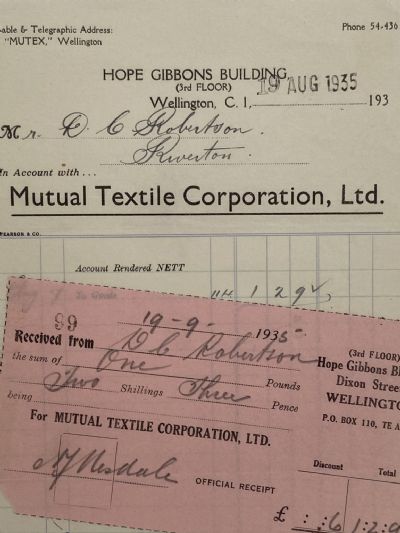 able & Telegraphic Address:
"MUTEX," Wellington
Phone 54-436
HOPE GIBBONS BUILDING,
(3rd FLOOR)
19 AUG 1935
Wellington, C. 1, 193
Mr. D. C. Robertson.
Riverton.
In Account with . . .
Mutual Textile Corporation, Ltd.
PEARSON & CO.
Account Rendered NETT
To Goods
1 2 9
99
19-9- 1935
Received from D C Robertson
the sum of One Pounds
Two Shillings Three Pence
being
For MUTUAL TEXTILE CORPORATION, LTD.
OFFICIAL RECEIPT
(3rd FLOOR)
Hope Gibbons B
Dixon Stree
WELLINGTO
P.O. BOX 110, TE A
Discount Total
£ : :6 1:2: